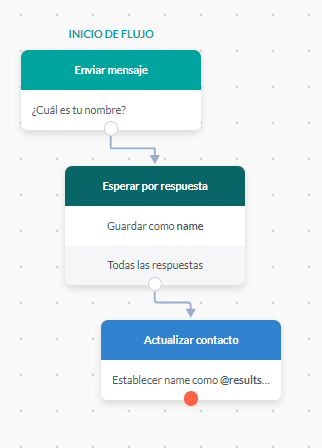 INICIO DE FLUJO
Enviar mensaje
¿Cuál es tu nombre?
Esperar por respuesta
Guardar como name
Todas las respuestas
Actualizar contacto
Establecer name como @results...